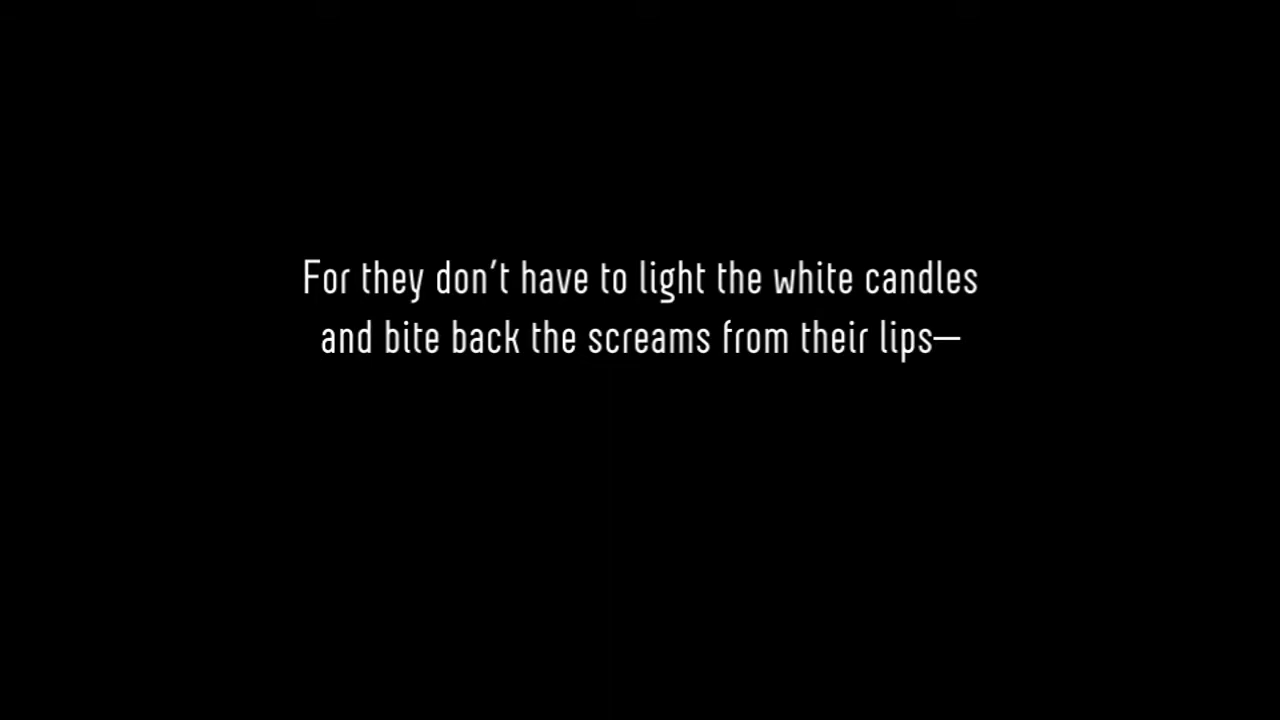 For they don’t have to light the white candles
and bite back the screams from their lips—